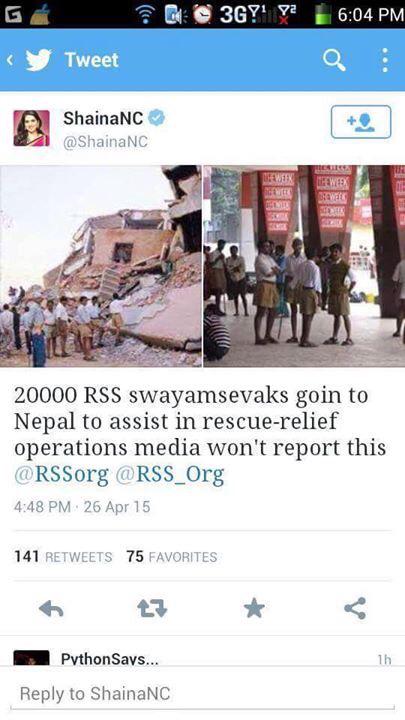 3G 6:04 PM
Tweet
ShainaNC
@ShainaNC
THE WEEK THE WEEK THE WEEK
20000 RSS swayamsevaks goin to
Nepal to assist in rescue-relief
operations media won't report this
@RSSorg @RSS_Org
4:48 PM · 26 Apr 15
141 RETWEETS 75 FAVORITES
PythonSays... 1h
Reply to ShainaNC